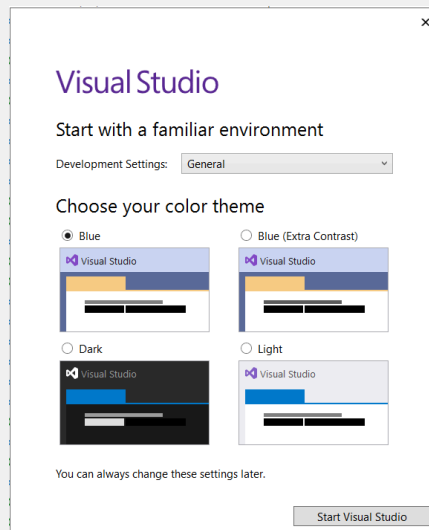 Visual Studio
Start with a familiar environment
Development Settings: General
Choose your color theme
Blue
Blue (Extra Contrast)
Visual Studio
Visual Studio
Dark
Light
Visual Studio
Visual Studio
You can always change these settings later.
Start Visual Studio